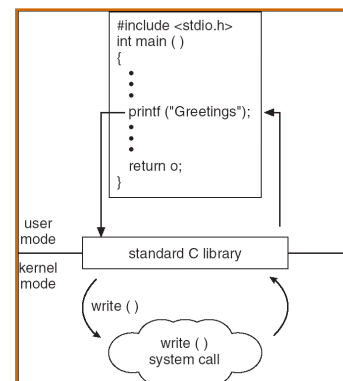 #include <stdio.h>
int main ( )
{
•
•
•
printf ("Greetings");
•
•
•
return o;
}
user
mode
standard C library
kernel
mode
write ( )
write ( )
system call